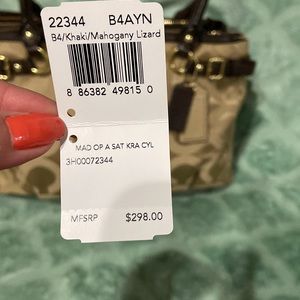 22344 B4AYN
B4/Khaki/Mahogany Lizard
8 86382 49815 0
MAD OP A SAT KRA CYL
3H00072344
MFSRP $298.00